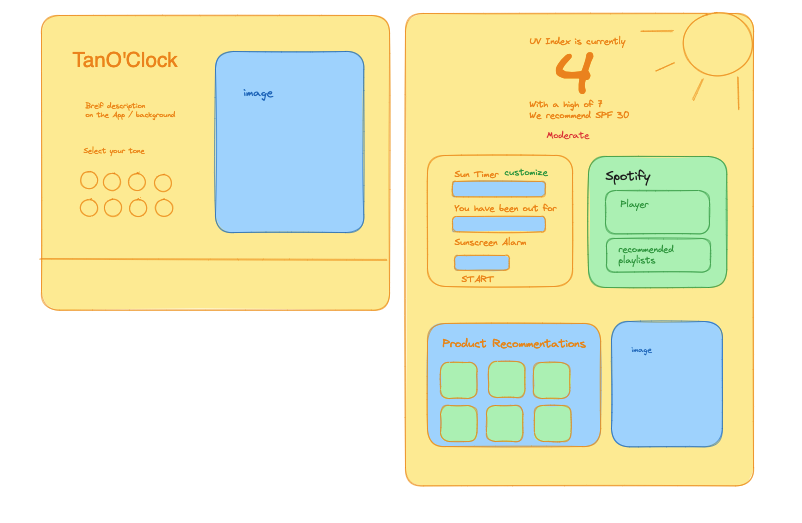 TanO'Clock
image
Breif description
on the App / background
Select your tone
UV Index is currently
4
With a high of 7
We recommend SPF 30
Moderate
Sun Timer customize
You have been out for
Sunscreen Alarm
START
Spotify
Player
recommended
playlists
Product Recommentations
image